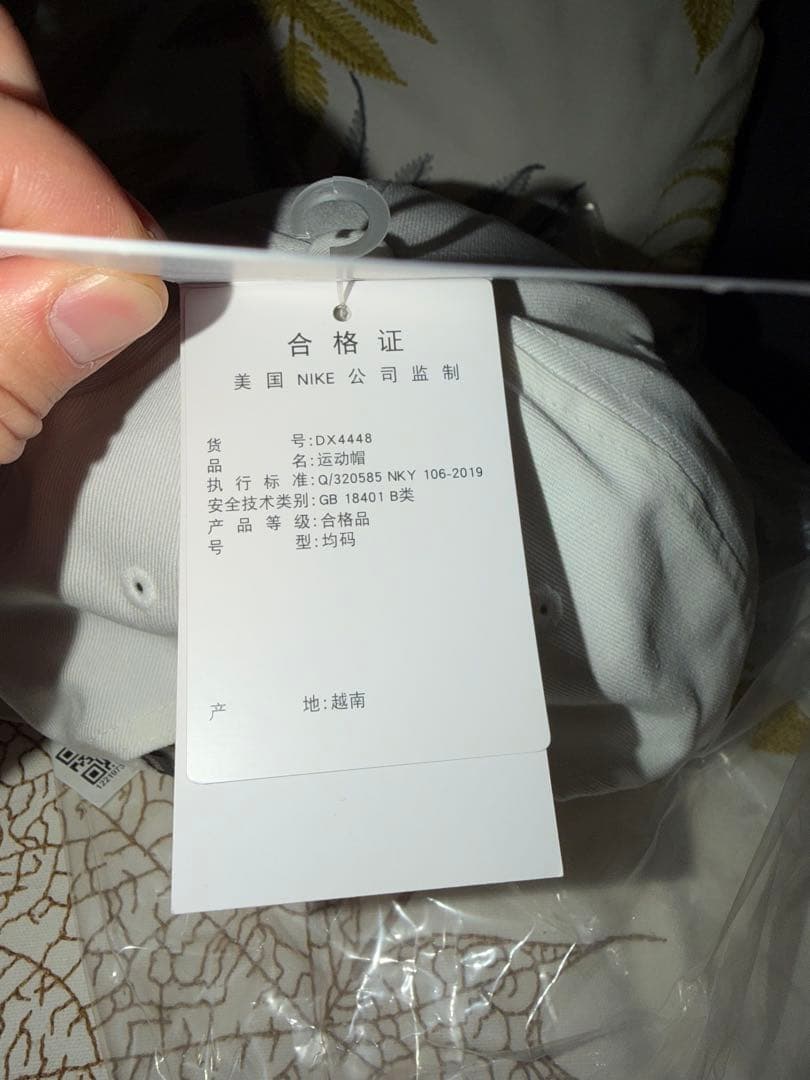 合格证
美国 NIKE 公司监制
货号:DX4448
品名:运动帽
执行标准:Q/320585 NKY 106-2019
安全技术类别:GB 18401 B类
产品等级:合格品
号型:均码
产地:越南